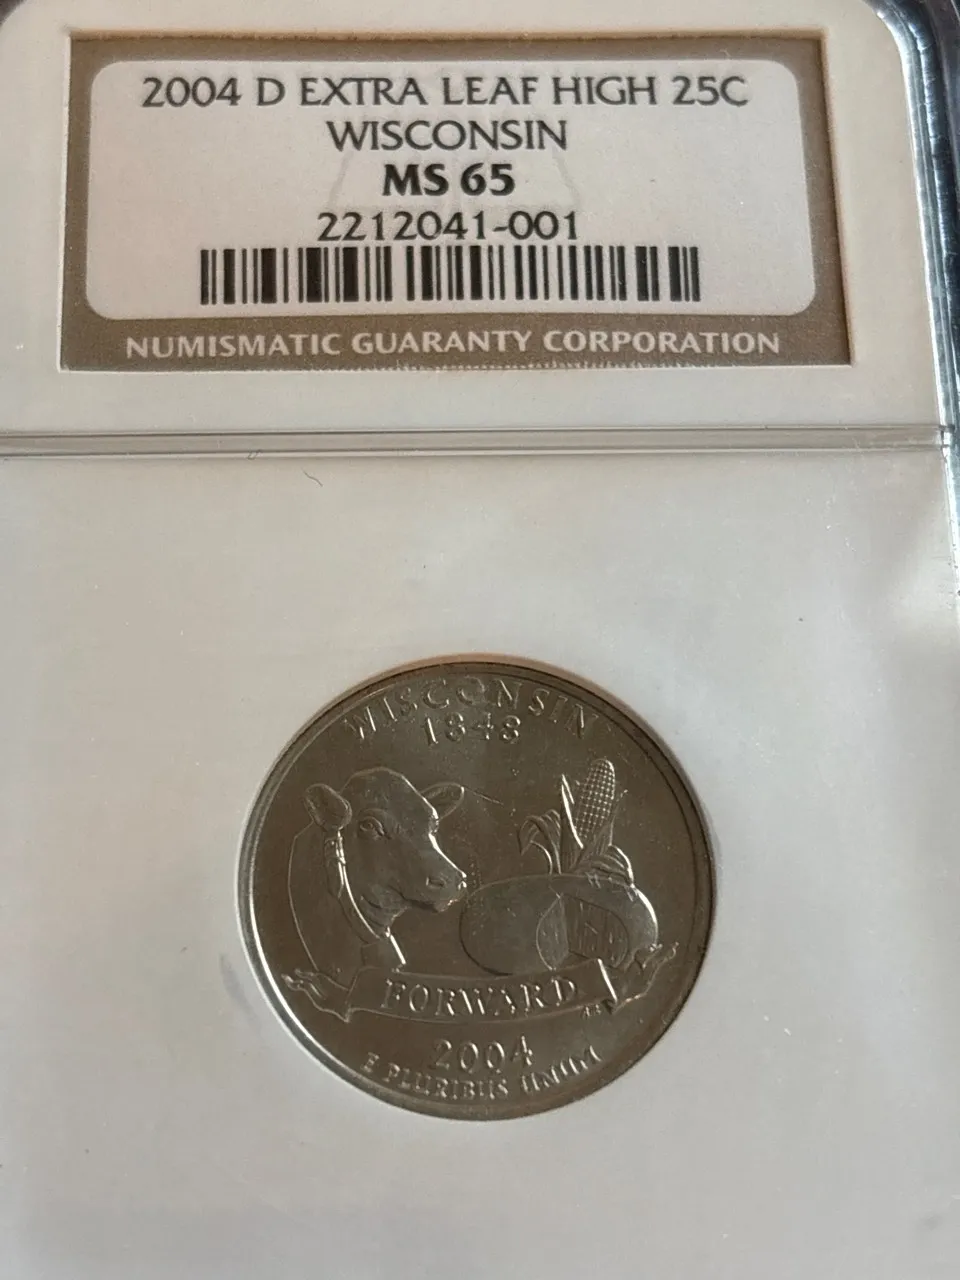 2004 D EXTRA LEAF HIGH 25C
WISCONSIN
MS 65
2212041-001
NUMISMATIC GUARANTY CORPORATION
WISCONSIN
1848
FORWARD
2004
E PLURIBUS UNUM